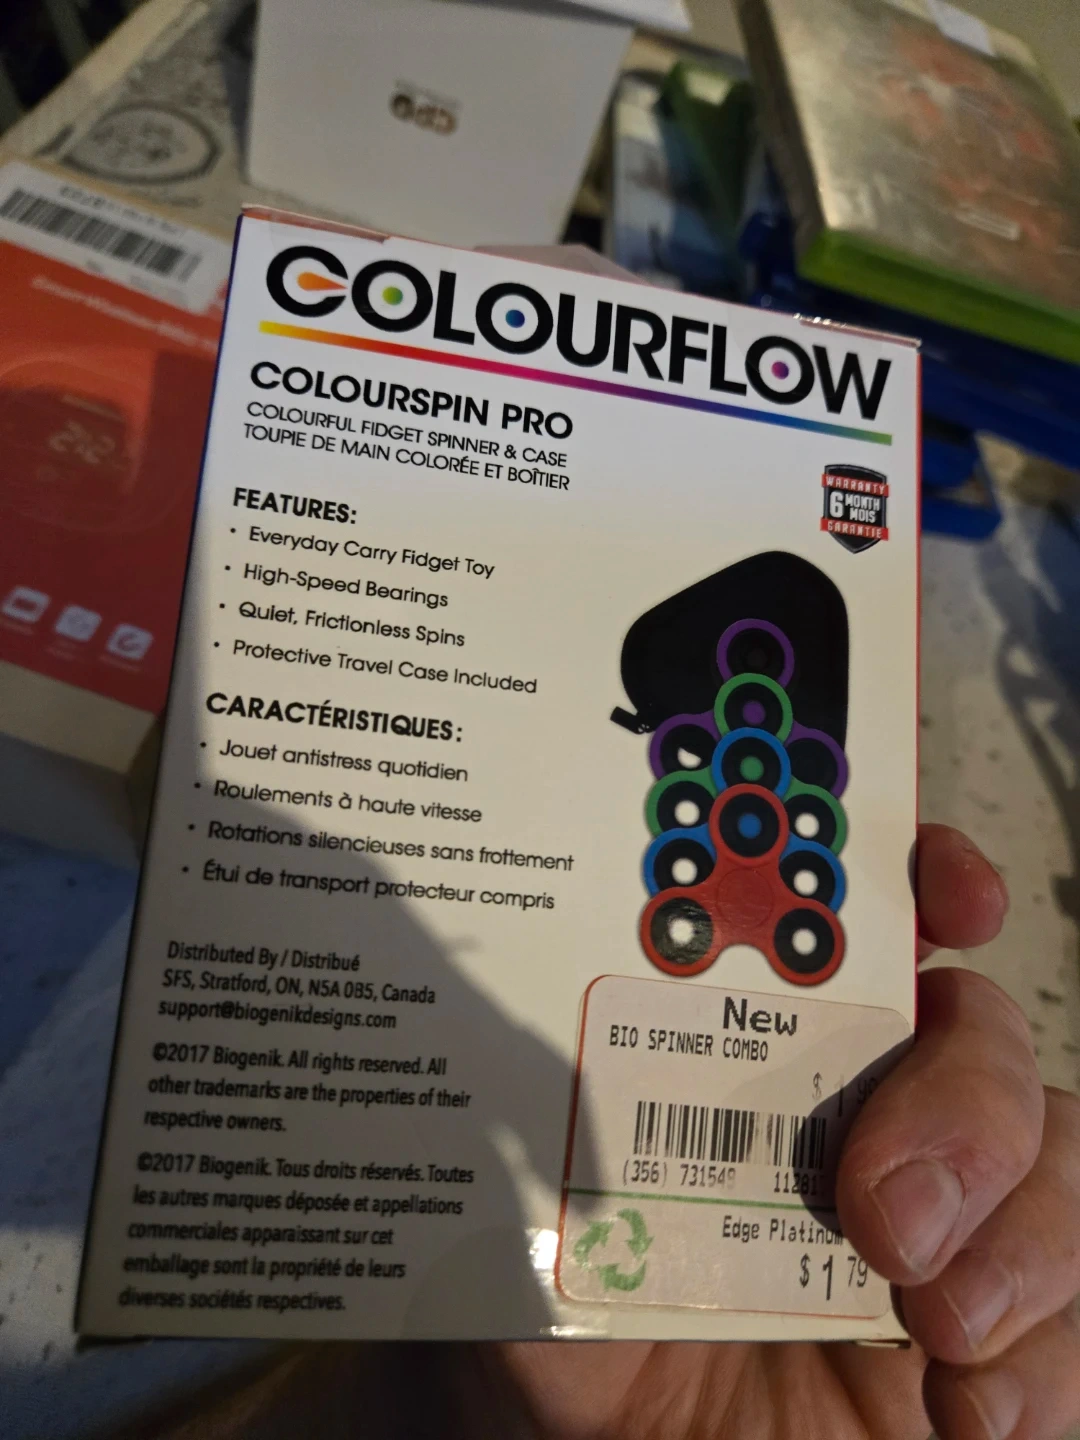 COLOURFLOW
COLOURSPIN PRO
COLOURFUL FIDGET SPINNER & CASE
TOUPIE DE MAIN COLORÉE ET BOÎTIER
WARRANTY
6 MONTH
MOIS
GARANTIE
FEATURES:
• Everyday Carry Fidget Toy
• High-Speed Bearings
• Quiet, Frictionless Spins
• Protective Travel Case Included
CARACTÉRISTIQUES:
• Jouet antistress quotidien
• Roulements à haute vitesse
• Rotations silencieuses sans frottement
• Étui de transport protecteur compris
Distributed By / Distribué
SFS, Stratford, ON, N5A 0B5, Canada
support@biogenikdesigns.com
©2017 Biogenik. All rights reserved. All
other trademarks are the properties of their
respective owners.
©2017 Biogenik. Tous droits réservés. Toutes
les autres marques déposée et appellations
commerciales apparaissant sur cet
emballage sont la propriété de leurs
diverses sociétés respectives.
New
BIO SPINNER COMBO
$ 1 99
(356) 731549
Edge Platinum
$ 1 79